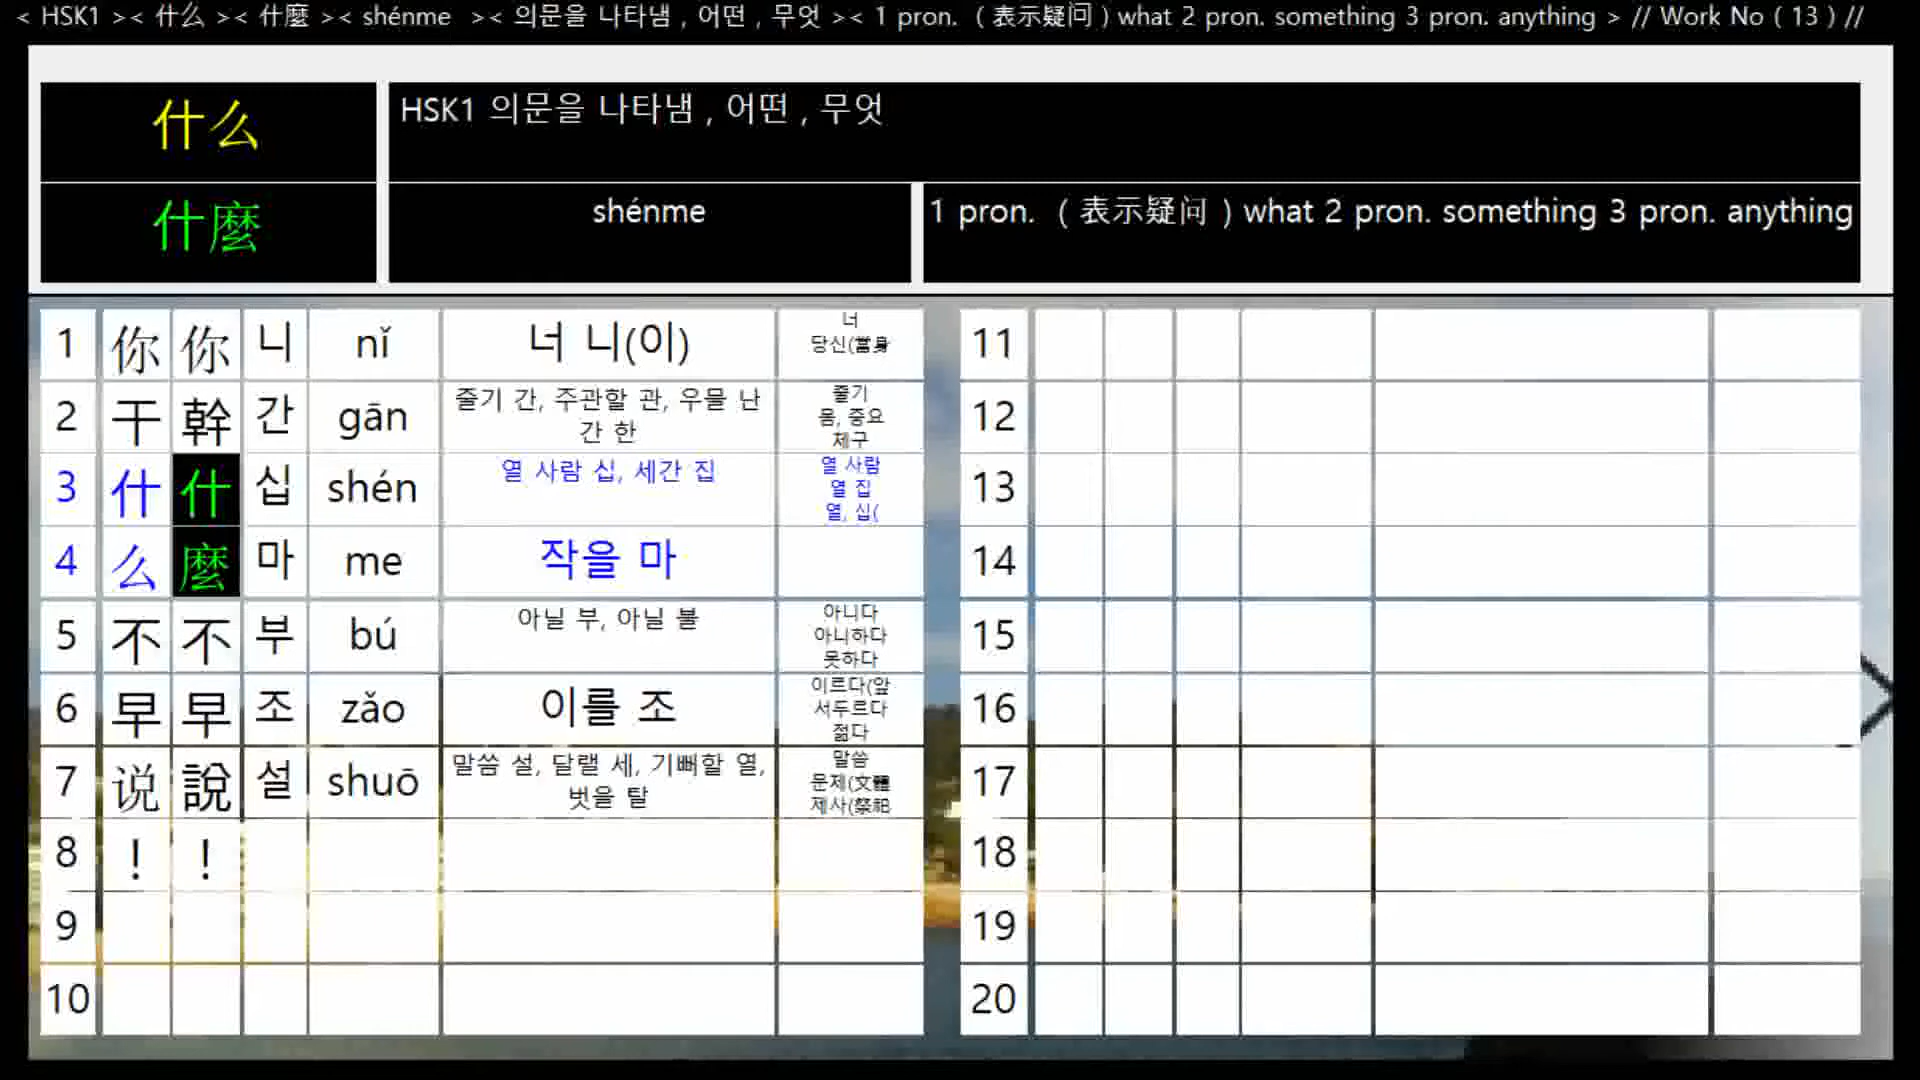 < HSK1 >< 什么 >< 什麼 >< shénme >< 의문을 나타냄 , 어떤 , 무엇 >< 1 pron. ( 表示疑问 ) what 2 pron. something 3 pron. anything > // Work No ( 13 ) //
什么
HSK1 의문을 나타냄 , 어떤 , 무엇
什麼
shénme
1 pron. ( 表示疑问 ) what 2 pron. something 3 pron. anything
1 你 你 니 nǐ 너 니(이) 너
당신(當身
2 干 幹 간 gān 줄기 간, 주관할 관, 우물 난
간 한
줄기
몸, 중요
체구
3 什 什 십 shén 열 사람 십, 세간 집
열 사람
열 집
열, 십(
4 么 麼 마 me 작을 마
5 不 不 부 bú 아닐 부, 아닐 불
아니다
아니하다
못하다
6 早 早 조 zǎo 이를 조
이르다(앞
서두르다
젊다
7 说 說 설 shuō 말씀 설, 달랠 세, 기뻐할 열,
벗을 탈
말씀
문제(文體
제사(祭祀
8 ! !
9
10
11
12
13
14
15
16
17
18
19
20